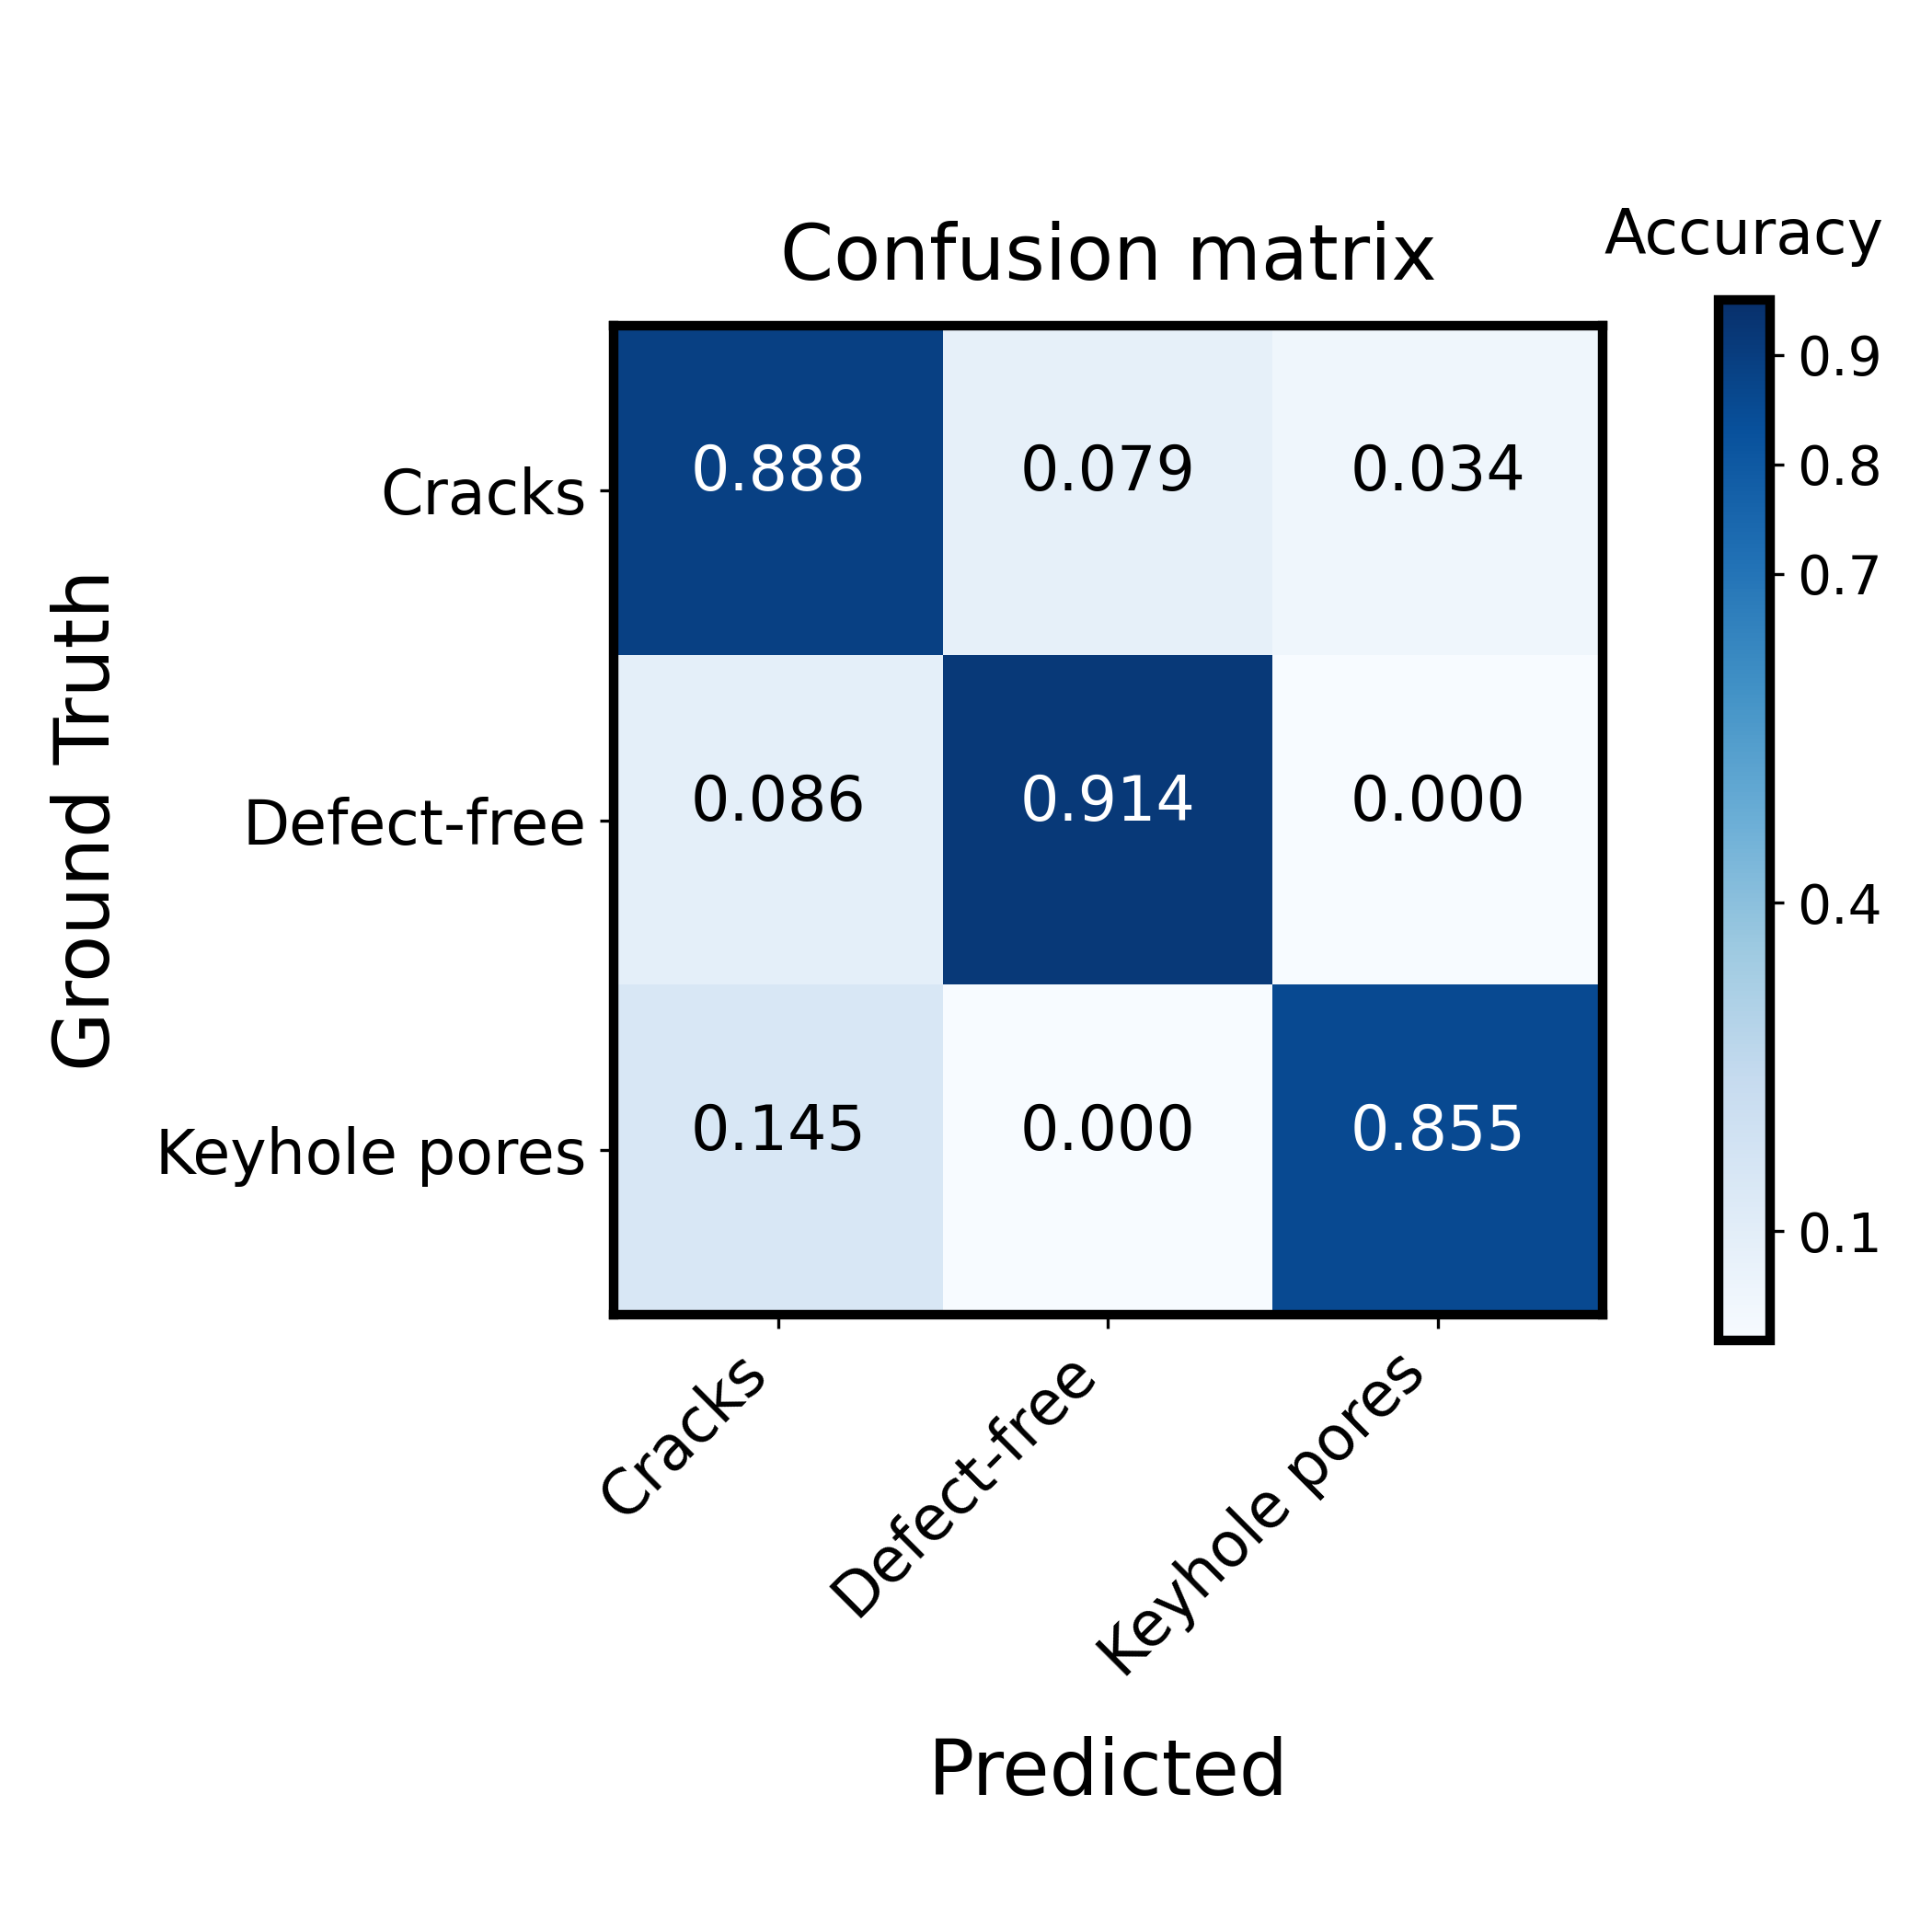 Confusion matrix
Accuracy
Ground Truth
Cracks
0.888 0.079 0.034
Defect-free
0.086 0.914 0.000
Keyhole pores
0.145 0.000 0.855
0.9
0.8
0.7
0.4
0.1
Cracks
Defect-free
Keyhole pores
Predicted